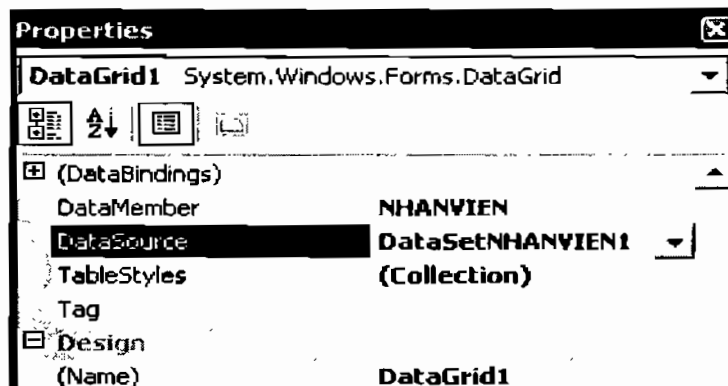 Properties
DataGrid1 System.Windows.Forms.DataGrid
(DataBindings)
DataMember NHANVIEN
DataSource DataSetNHANVIEN1
TableStyles (Collection)
Tag
Design
(Name) DataGrid1